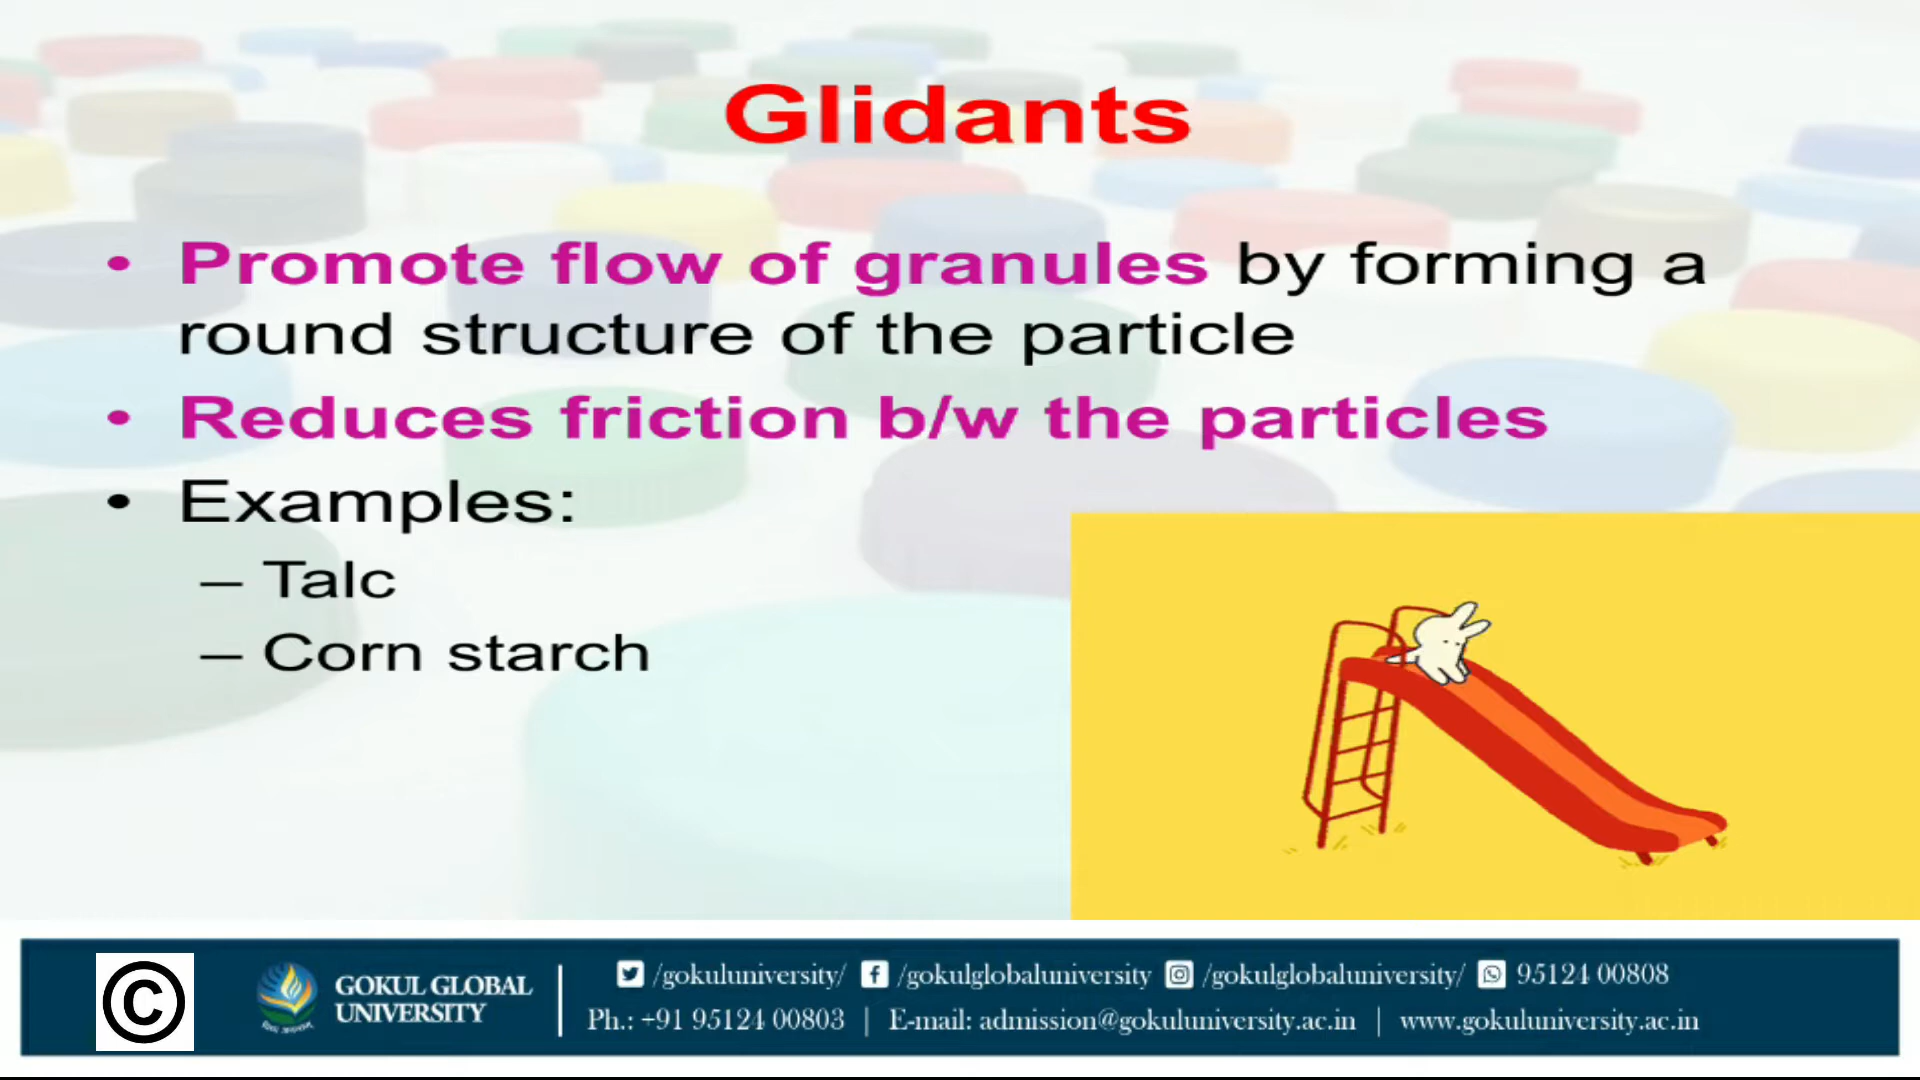 Glidants
• Promote flow of granules by forming a
round structure of the particle
• Reduces friction b/w the particles
• Examples:
– Talc
– Corn starch
©
GOKUL GLOBAL
UNIVERSITY
/gokuluniversity/ /gokulglobaluniversity /gokulglobaluniversity/ 95124 00808
Ph.: +91 95124 00803 | E-mail: admission@gokuluniversity.ac.in | www.gokuluniversity.ac.in